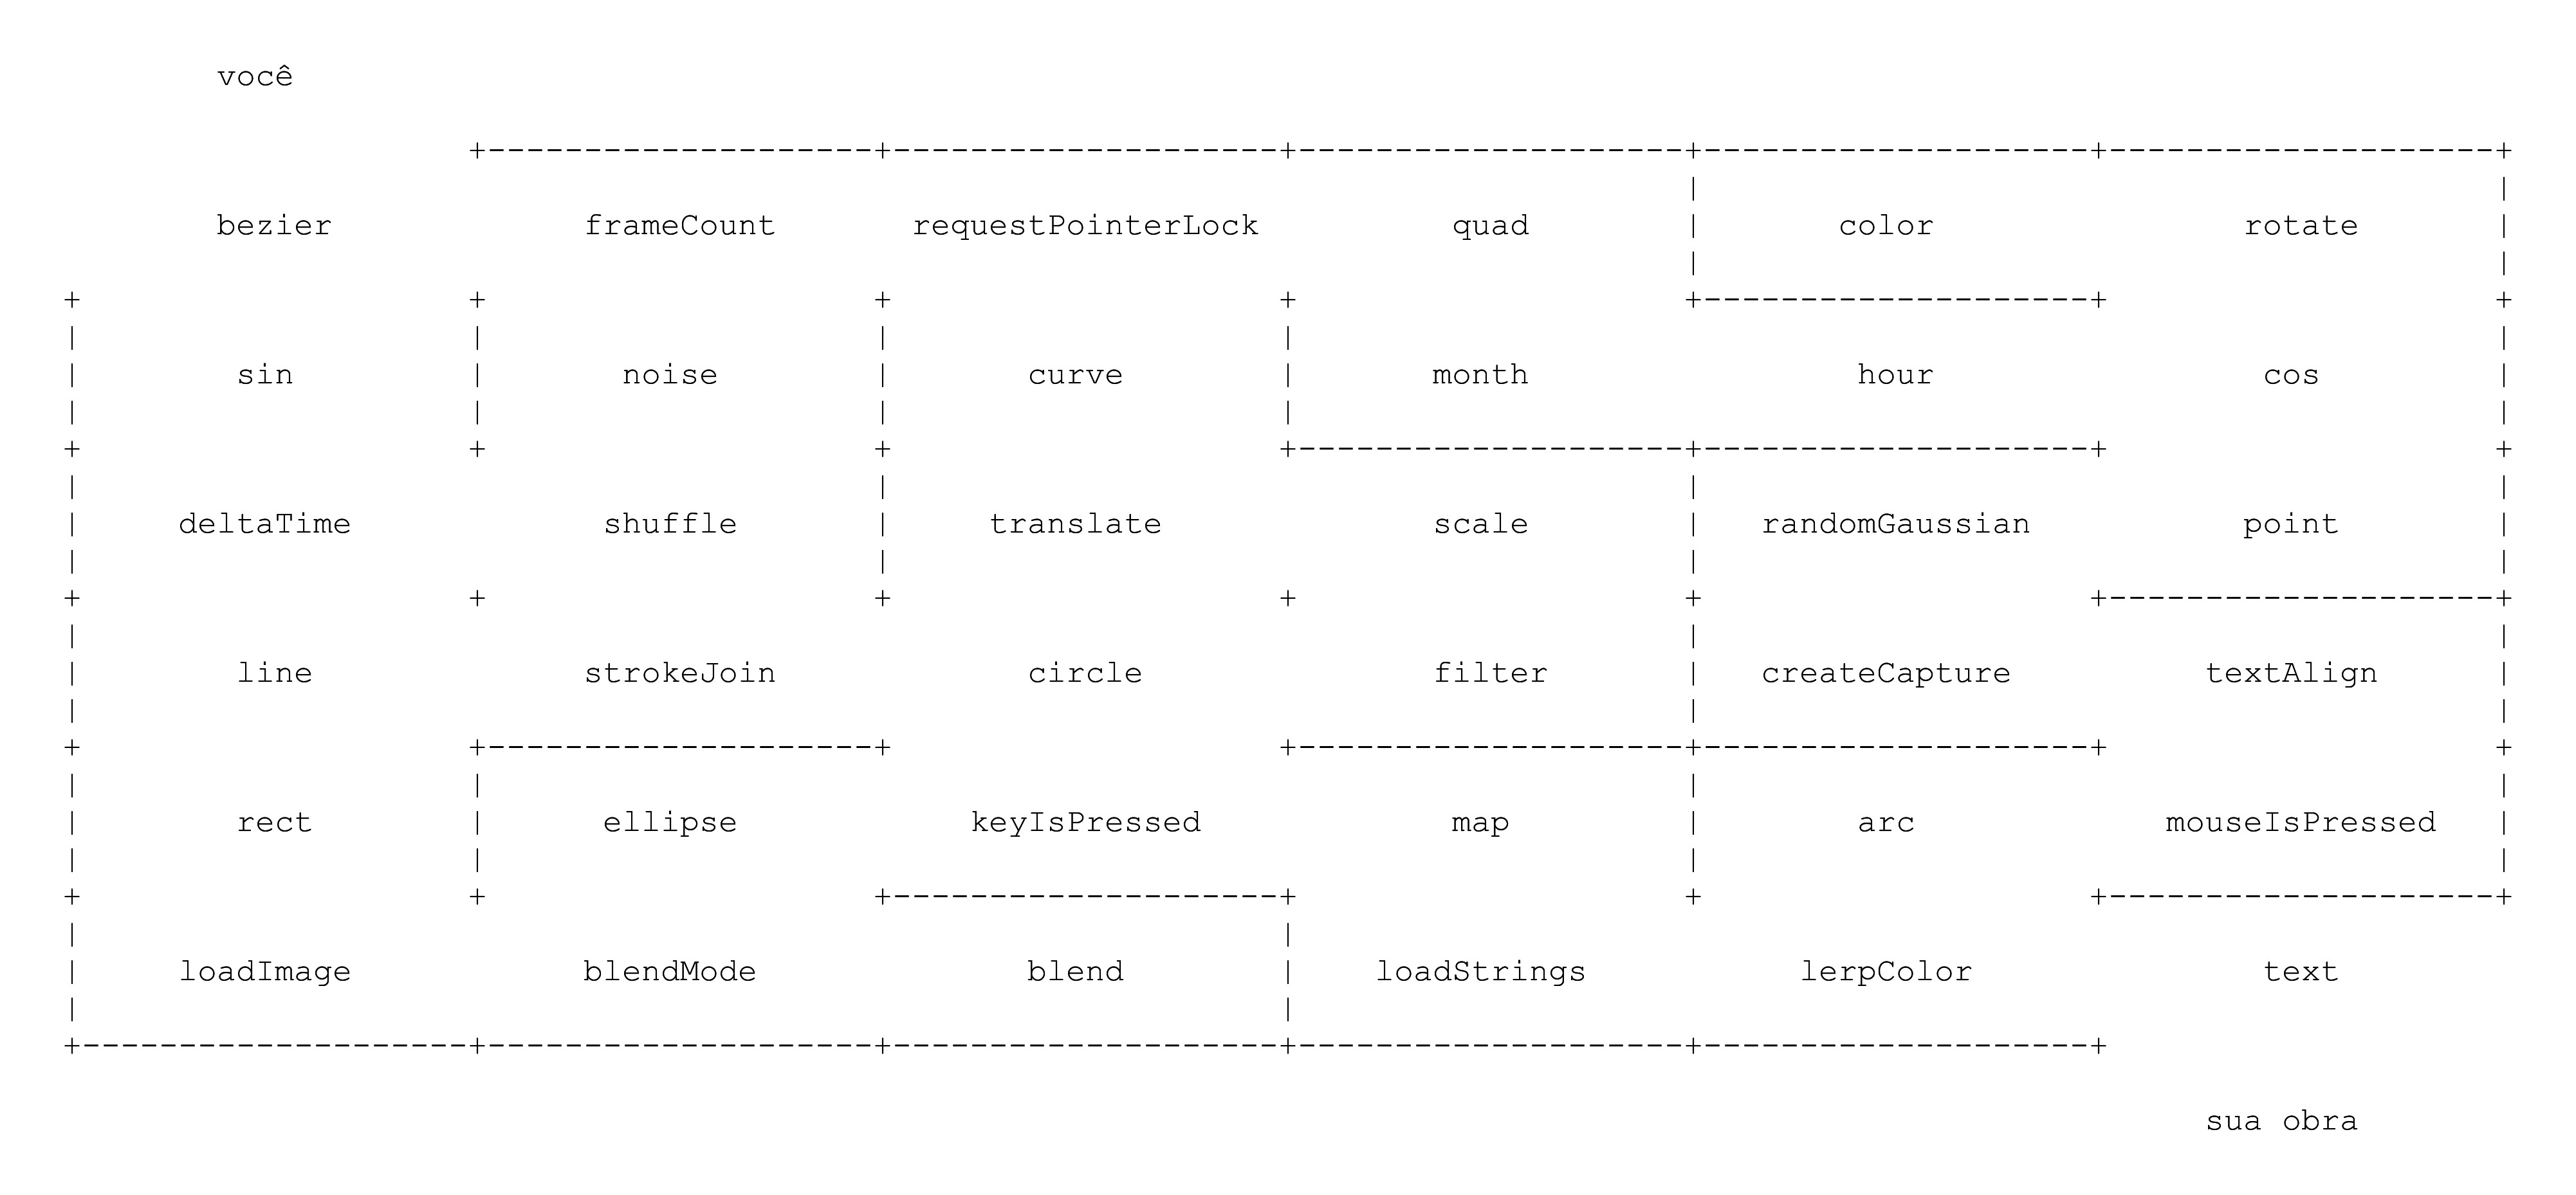 você
bezier frameCount requestPointerLock quad color rotate
sin noise curve month hour cos
deltaTime shuffle translate scale randomGaussian point
line strokeJoin circle filter createCapture textAlign
rect ellipse keyIsPressed map arc mouseIsPressed
loadImage blendMode blend loadStrings lerpColor text
sua obra